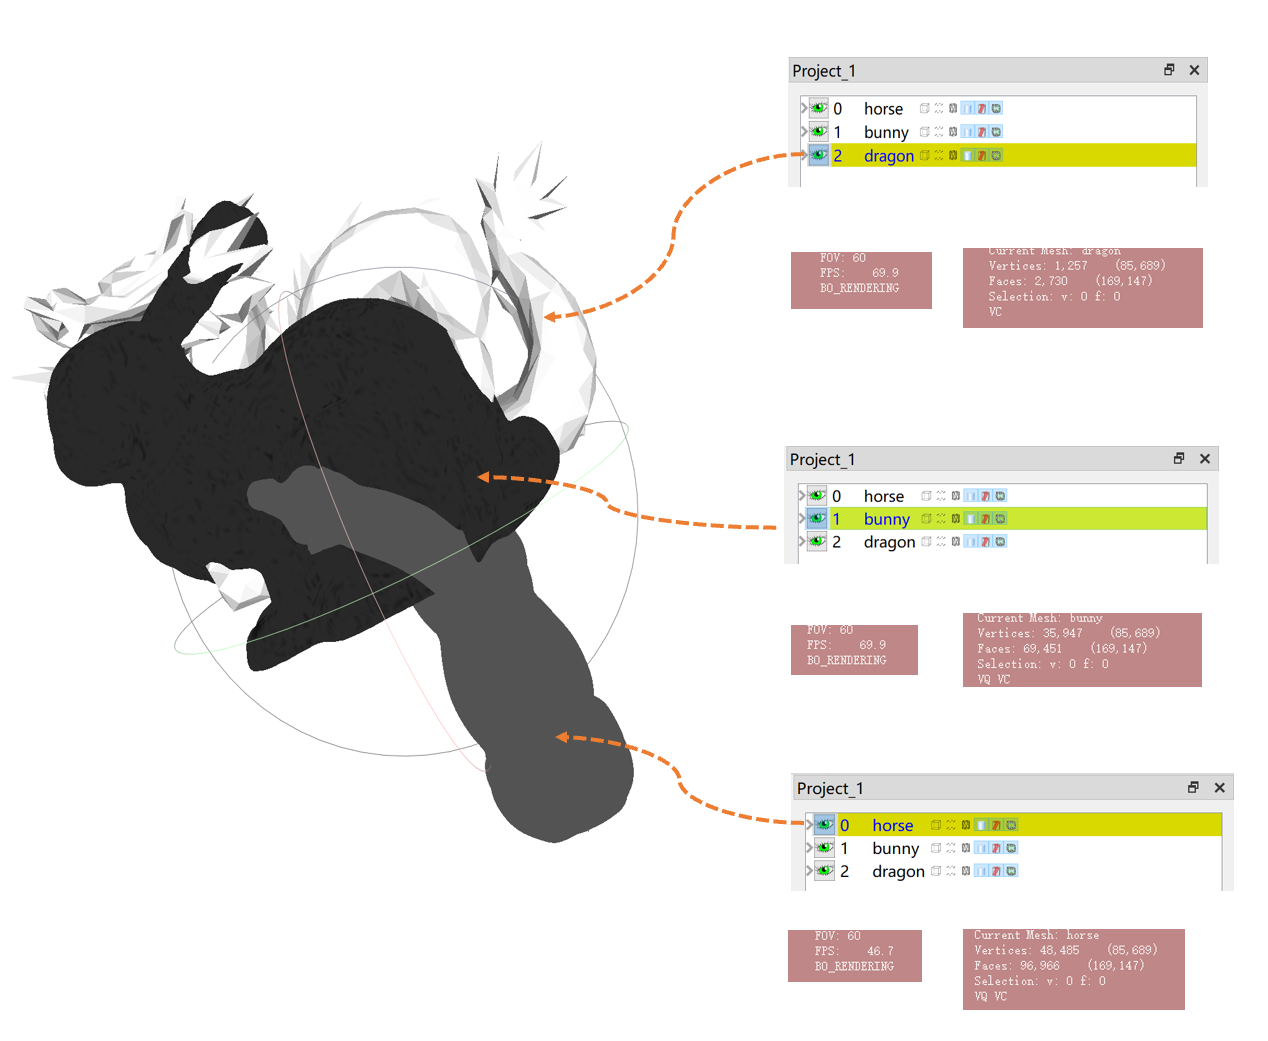 Project_1
0 horse
1 bunny
2 dragon
FOV: 60
FPS: 69.9
BO_RENDERING
Current Mesh: dragon
Vertices: 1,257 (85,689)
Faces: 2,730 (169,147)
Selection: v: 0 f: 0
VC
Project_1
0 horse
1 bunny
2 dragon
FOV: 60
FPS: 69.9
BO_RENDERING
Current Mesh: bunny
Vertices: 35,947 (85,689)
Faces: 69,451 (169,147)
Selection: v: 0 f: 0
VQ VC
Project_1
0 horse
1 bunny
2 dragon
FOV: 60
FPS: 46.7
BO_RENDERING
Current Mesh: horse
Vertices: 48,485 (85,689)
Faces: 96,966 (169,147)
Selection: v: 0 f: 0
VQ VC